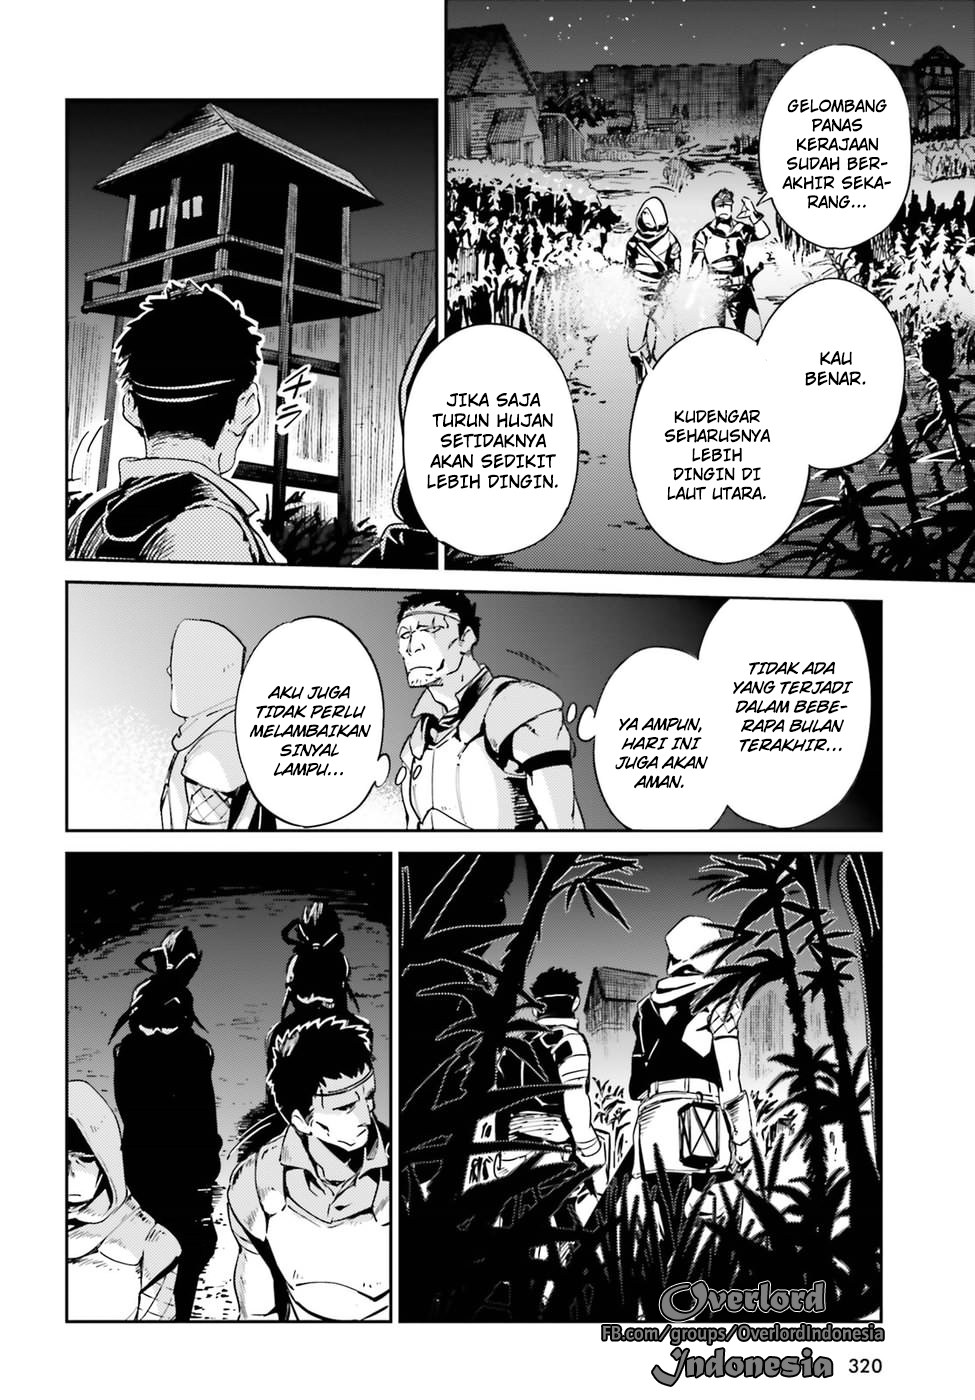 GELOMBANG
PANAS
KERAJAAN
SUDAH BER-
AKHIR SEKA-
RANG...
KAU
BENAR.
KUDENGAR
SEHARUSNYA
LEBIH
DINGIN DI
LAUT UTARA.
JIKA SAJA
TURUN HUJAN
SETIDAKNYA
AKAN SEDIKIT
LEBIH DINGIN.
TIDAK ADA
YANG TERJADI
DALAM BEBE-
RAPA BULAN
TERAKHIR...
YA AMPUN,
HARI INI
JUGA AKAN
AMAN.
AKU JUGA
TIDAK PERLU
MELAMBAIKAN
SINYAL
LAMPU...
Overlord
FB.com/groups/OverlordIndonesia
Indonesia
320